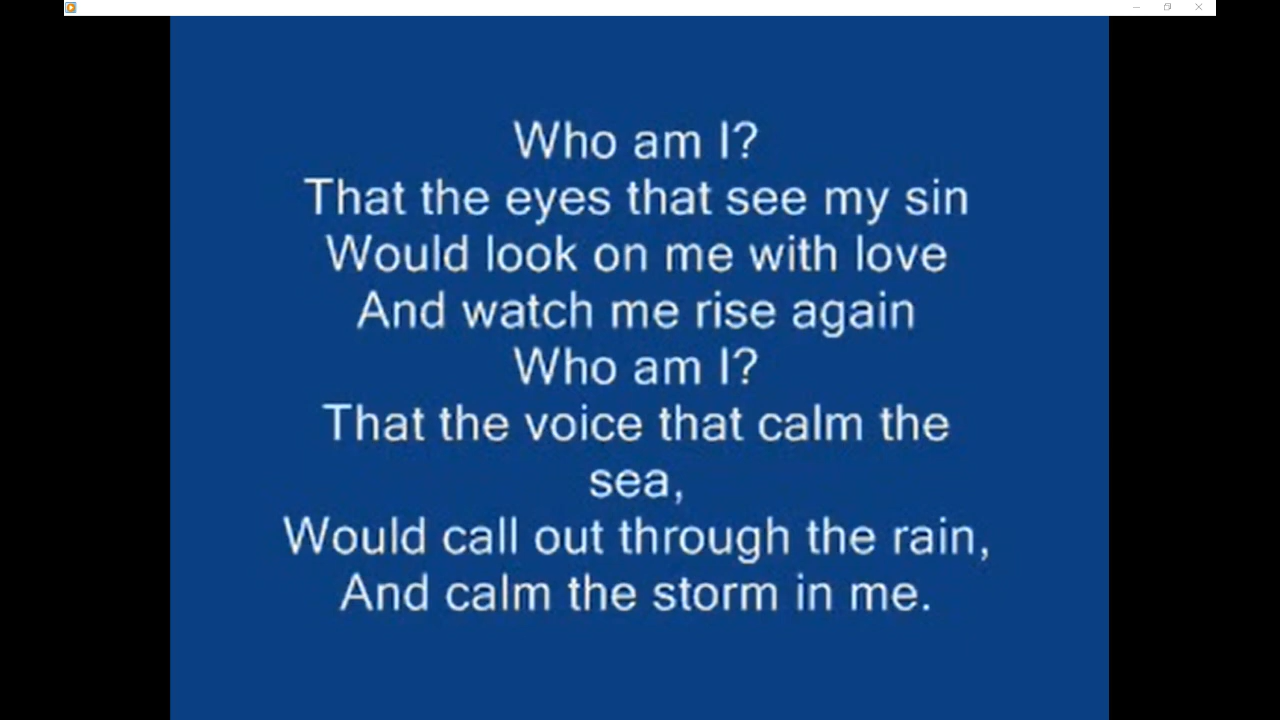 Who am I?
That the eyes that see my sin
Would look on me with love
And watch me rise again
Who am I?
That the voice that calm the
sea,
Would call out through the rain,
And calm the storm in me.